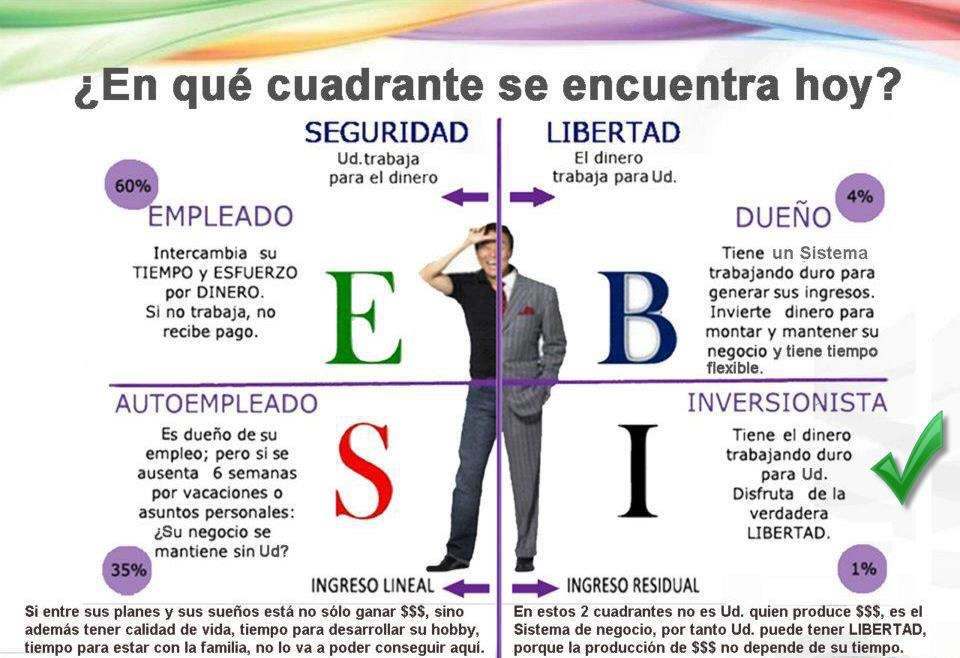 ¿En qué cuadrante se encuentra hoy?
SEGURIDAD
Ud.trabaja
para el dinero
LIBERTAD
El dinero
trabaja para Ud.
60%
EMPLEADO
Intercambia su
TIEMPO y ESFUERZO
por DINERO.
Si no trabaja, no
recibe pago.
E
4%
DUEÑO
Tiene un Sistema
trabajando duro para
generar sus ingresos.
Invierte dinero para
montar y mantener su
negocio y tiene tiempo
flexible.
B
AUTOEMPLEADO
Es dueño de su
empleo; pero si se
ausenta 6 semanas
por vacaciones o
asuntos personales:
¿Su negocio se
mantiene sin Ud?
35%
S
INVERSIONISTA
Tiene el dinero
trabajando duro
para Ud.
Disfruta de la
verdadera
LIBERTAD.
1%
I
INGRESO LINEAL
INGRESO RESIDUAL
Si entre sus planes y sus sueños está no sólo ganar $$$, sino
además tener calidad de vida, tiempo para desarrollar su hobby,
tiempo para estar con la familia, no lo va a poder conseguir aquí.
En estos 2 cuadrantes no es Ud. quien produce $$$, es el
Sistema de negocio, por tanto Ud. puede tener LIBERTAD,
porque la producción de $$$ no depende de su tiempo.